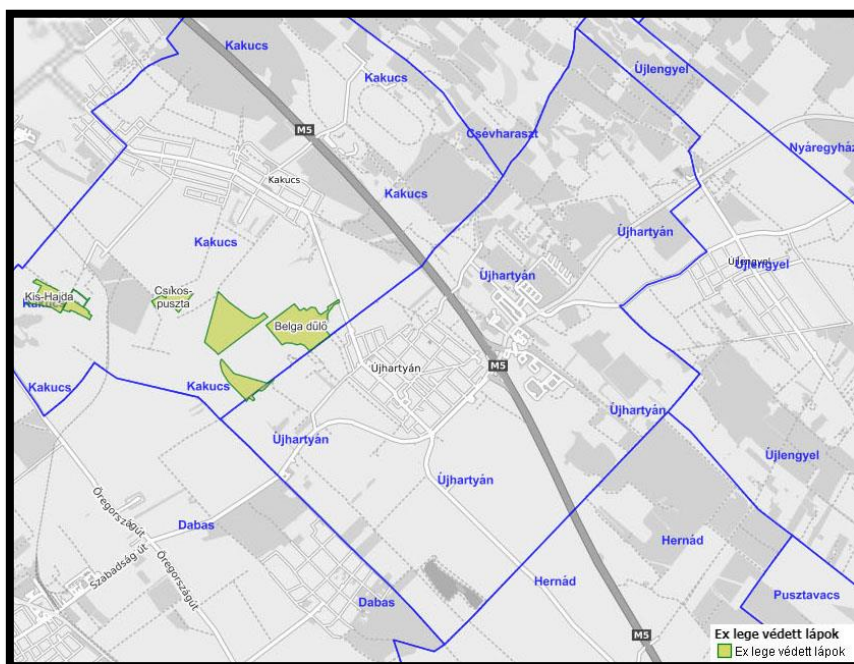 Kakucs
Kakucs
Újlengyel
M5
Csévharaszt
Nyáregyház
Kakucs
Kakucs
Kakucs
Újhartyán
Újhartyán
Újlengyel
Újlengyel
Kis-Hajda
Kakucs
Csíkos-
puszta
Belga dűlő
Újhartyán
M5
Kakucs
Kakucs
Újhartyán
Újhartyán
Újlengyel
Újhartyán
Öregországút
Dabas
Szabadság út
Öregországút
Hernád
Hernád
Dabas
Pusztavacs
M5
Ex lege védett lápok
Ex lege védett lápok